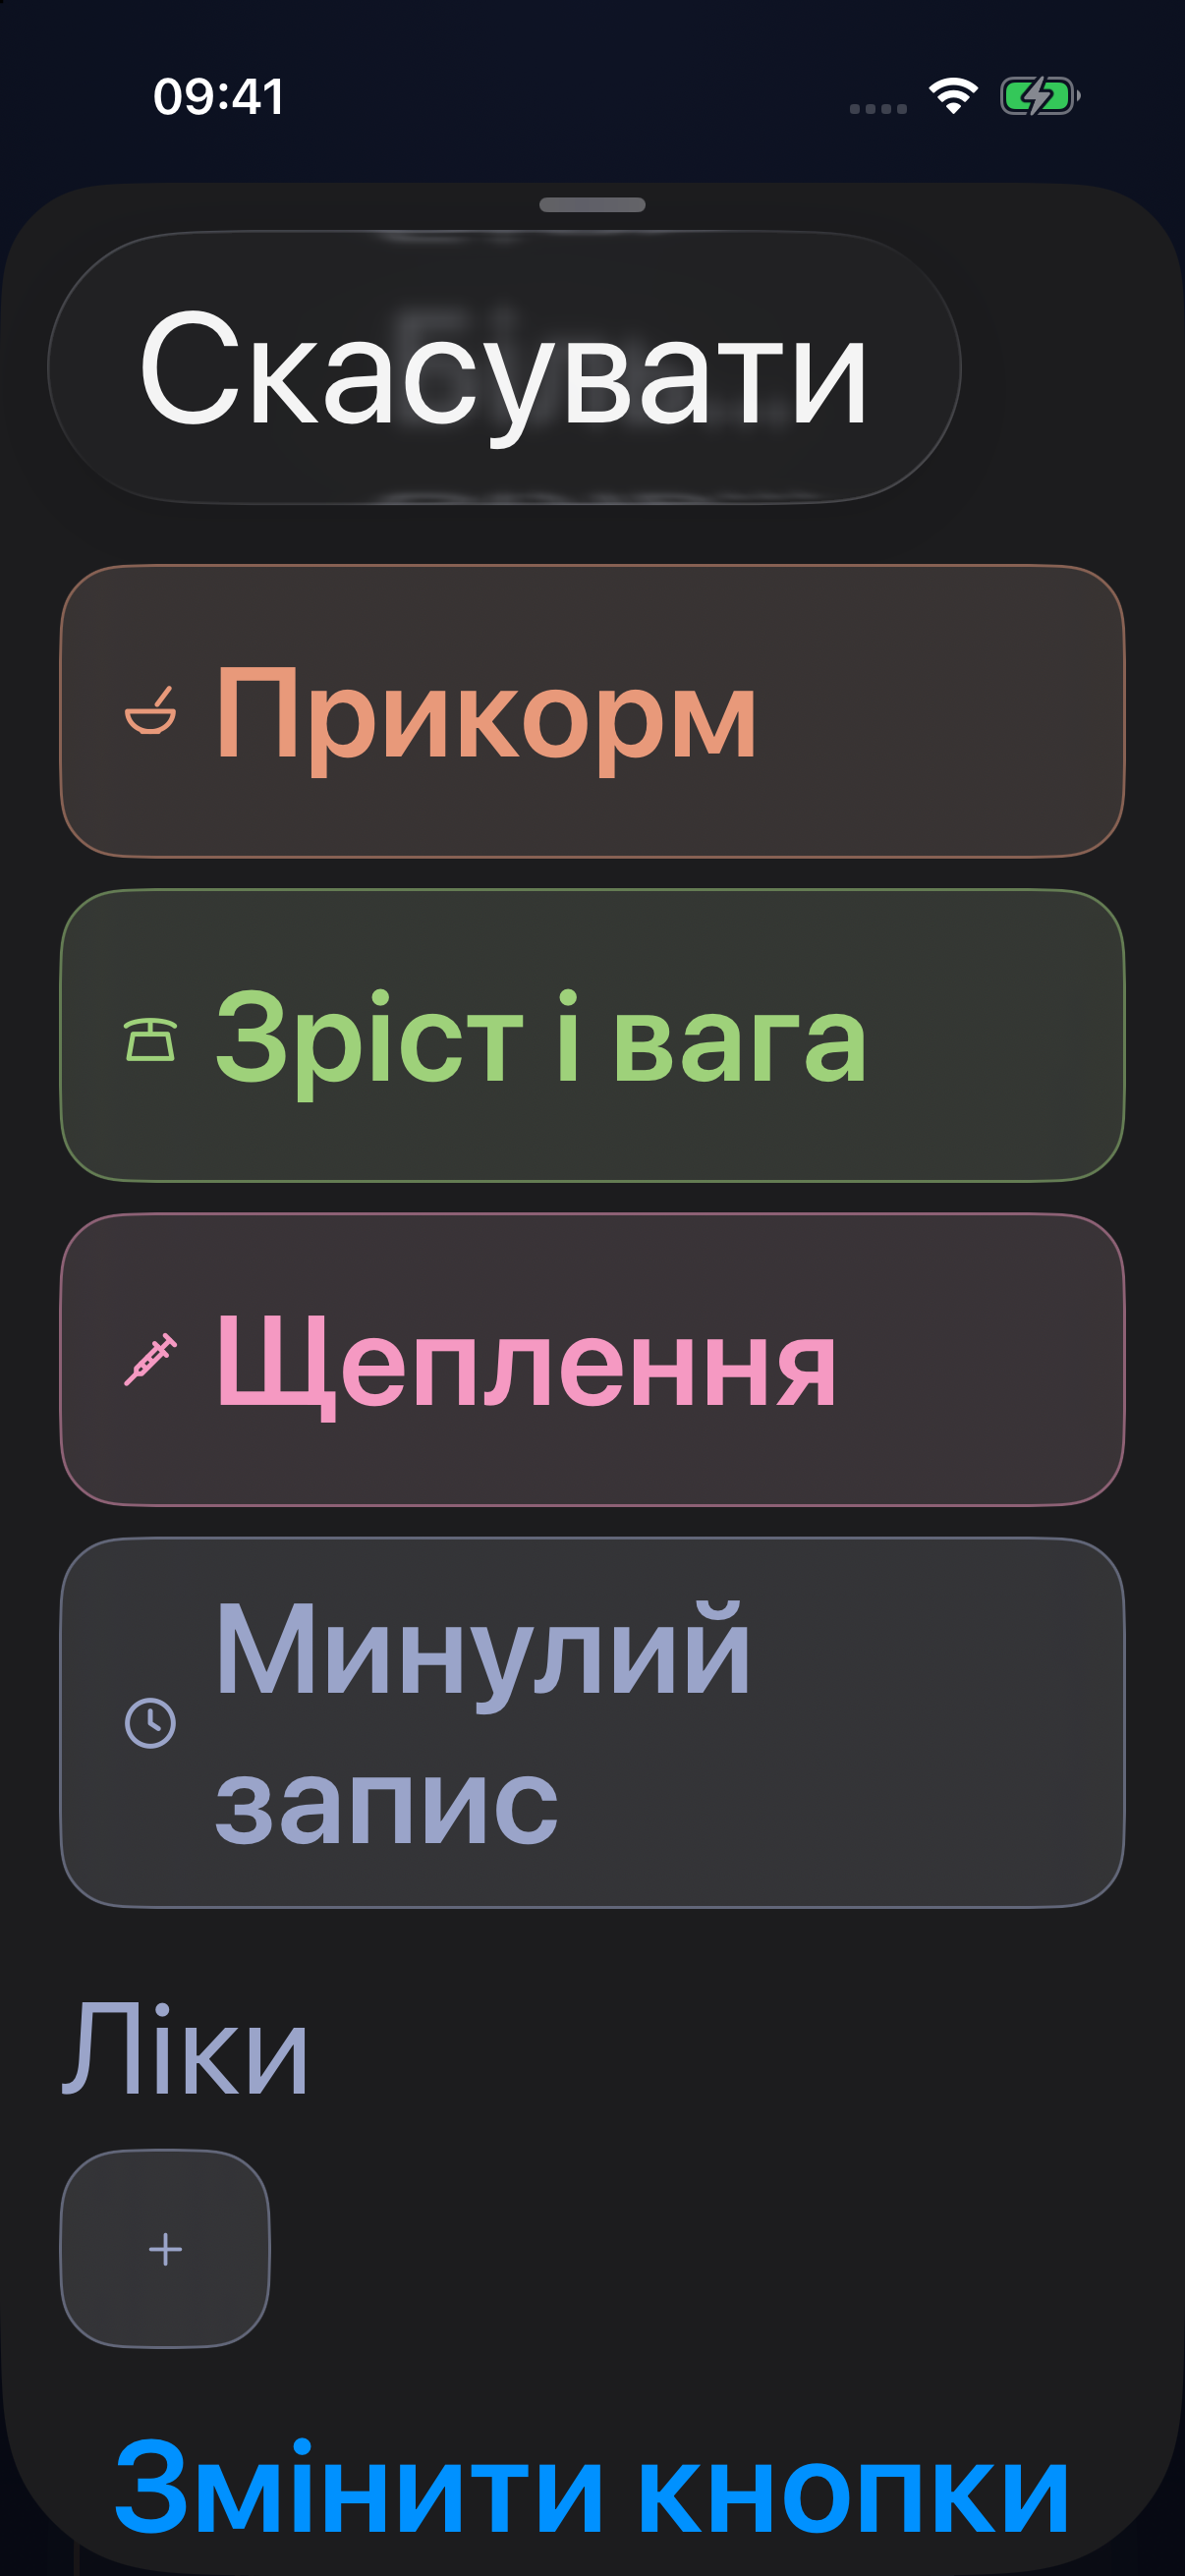 09:41
Скасувати
Прикорм
Зріст і вага
Щеплення
Минулий
запис
Ліки
+
Змінити кнопки